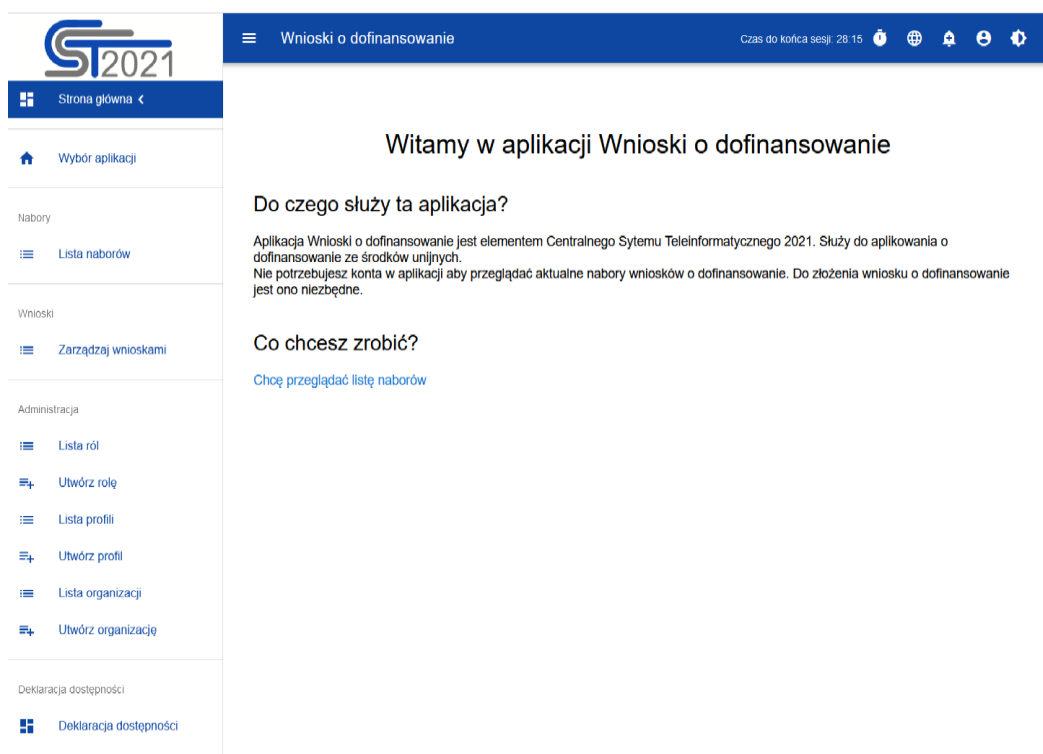 ST2021
Strona główna
Wybór aplikacji
Nabory
Lista naborów
Wnioski
Zarządzaj wnioskami
Administracja
Lista ról
Utwórz rolę
Lista profili
Utwórz profil
Lista organizacji
Utwórz organizację
Deklaracja dostępności
Deklaracja dostępności
Wnioski o dofinansowanie
Czas do końca sesji: 28:15
Witamy w aplikacji Wnioski o dofinansowanie
Do czego służy ta aplikacja?
Aplikacja Wnioski o dofinansowanie jest elementem Centralnego Sytemu Teleinformatycznego 2021. Służy do aplikowania o
dofinansowanie ze środków unijnych.
Nie potrzebujesz konta w aplikacji aby przeglądać aktualne nabory wniosków o dofinansowanie. Do złożenia wniosku o dofinansowanie
jest ono niezbędne.
Co chcesz zrobić?
Chcę przeglądać listę naborów